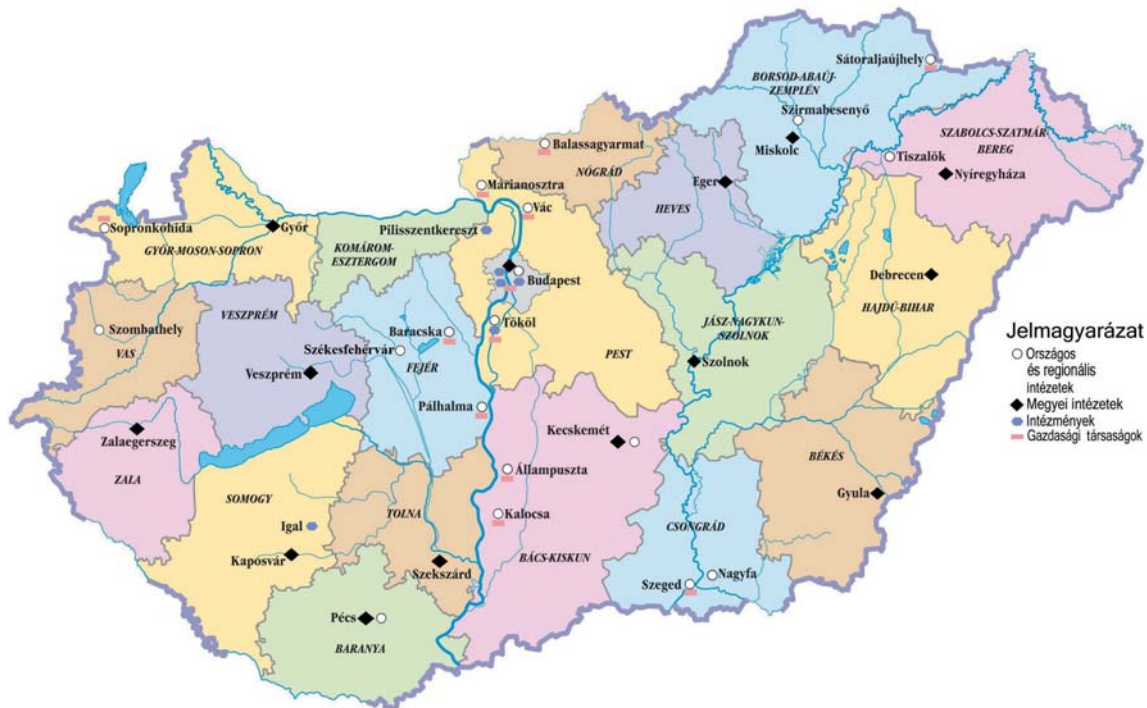 Sátoraljaújhely
BORSOD-ABAÚJ-
ZEMPLÉN
Szirmabesenyő
Miskolc
SZABOLCS-SZATMÁR-
BEREG
Tiszalök
Nyíregyháza
Balassagyarmat
NÓGRÁD
Eger
HEVES
Márianosztra
Vác
Sopronkőhida
Győr
GYŐR-MOSON-SOPRON
Pilisszentkereszt
KOMÁROM-
ESZTERGOM
Budapest
Debrecen
HAJDÚ-BIHAR
VESZPRÉM
Szombathely
VAS
Baracska
Tököl
Székesfehérvár
FEJÉR
PEST
JÁSZ-NAGYKUN-
SZOLNOK
Szolnok
Veszprém
Pálhalma
Zalaegerszeg
ZALA
Kecskemét
BÉKÉS
Gyula
Állampuszta
SOMOGY
TOLNA
Kalocsa
Igal
CSONGRÁD
Kaposvár
Szekszárd
BÁCS-KISKUN
Szeged
Nagyfa
Pécs
BARANYA
Jelmagyarázat
Országos
és regionális
intézetek
Megyei intézetek
Intézmények
Gazdasági társaságok